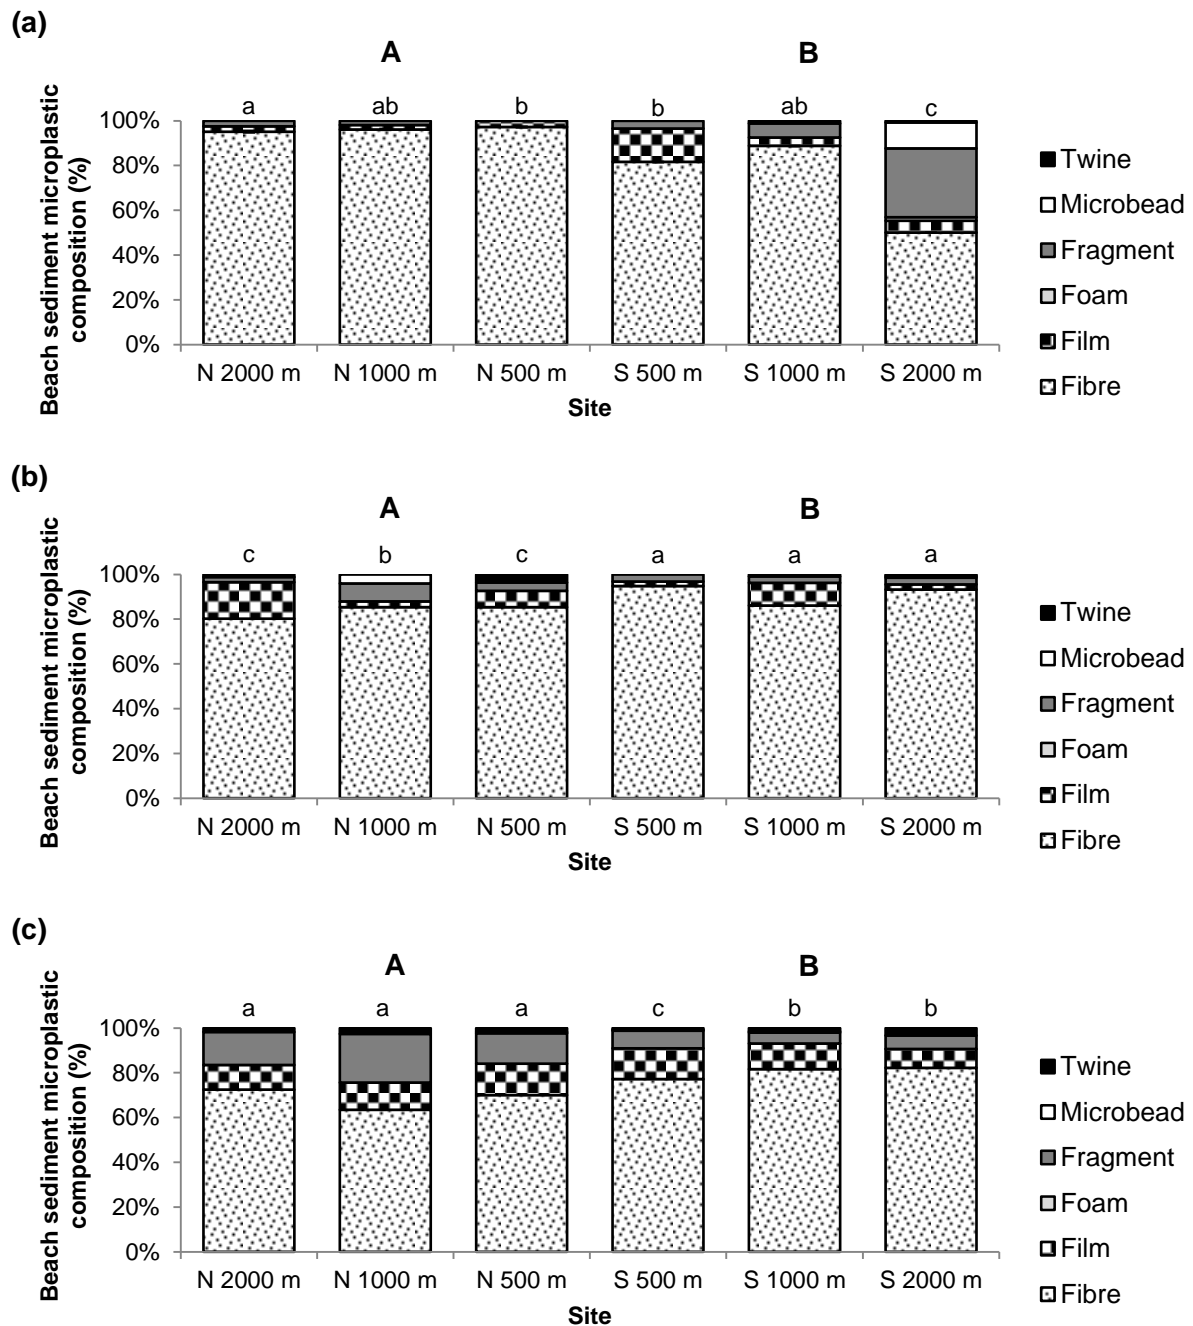 (a)
A B
a ab b b ab c
Beach sediment microplastic
composition (%)
100%
80%
60%
40%
20%
0%
N 2000 m N 1000 m N 500 m S 500 m S 1000 m S 2000 m
Site
Twine
Microbead
Fragment
Foam
Film
Fibre
(b)
A B
c b c a a a
Beach sediment microplastic
composition (%)
100%
80%
60%
40%
20%
0%
N 2000 m N 1000 m N 500 m S 500 m S 1000 m S 2000 m
Site
Twine
Microbead
Fragment
Foam
Film
Fibre
(c)
A B
a a a c b b
Beach sediment microplastic
composition (%)
100%
80%
60%
40%
20%
0%
N 2000 m N 1000 m N 500 m S 500 m S 1000 m S 2000 m
Site
Twine
Microbead
Fragment
Foam
Film
Fibre